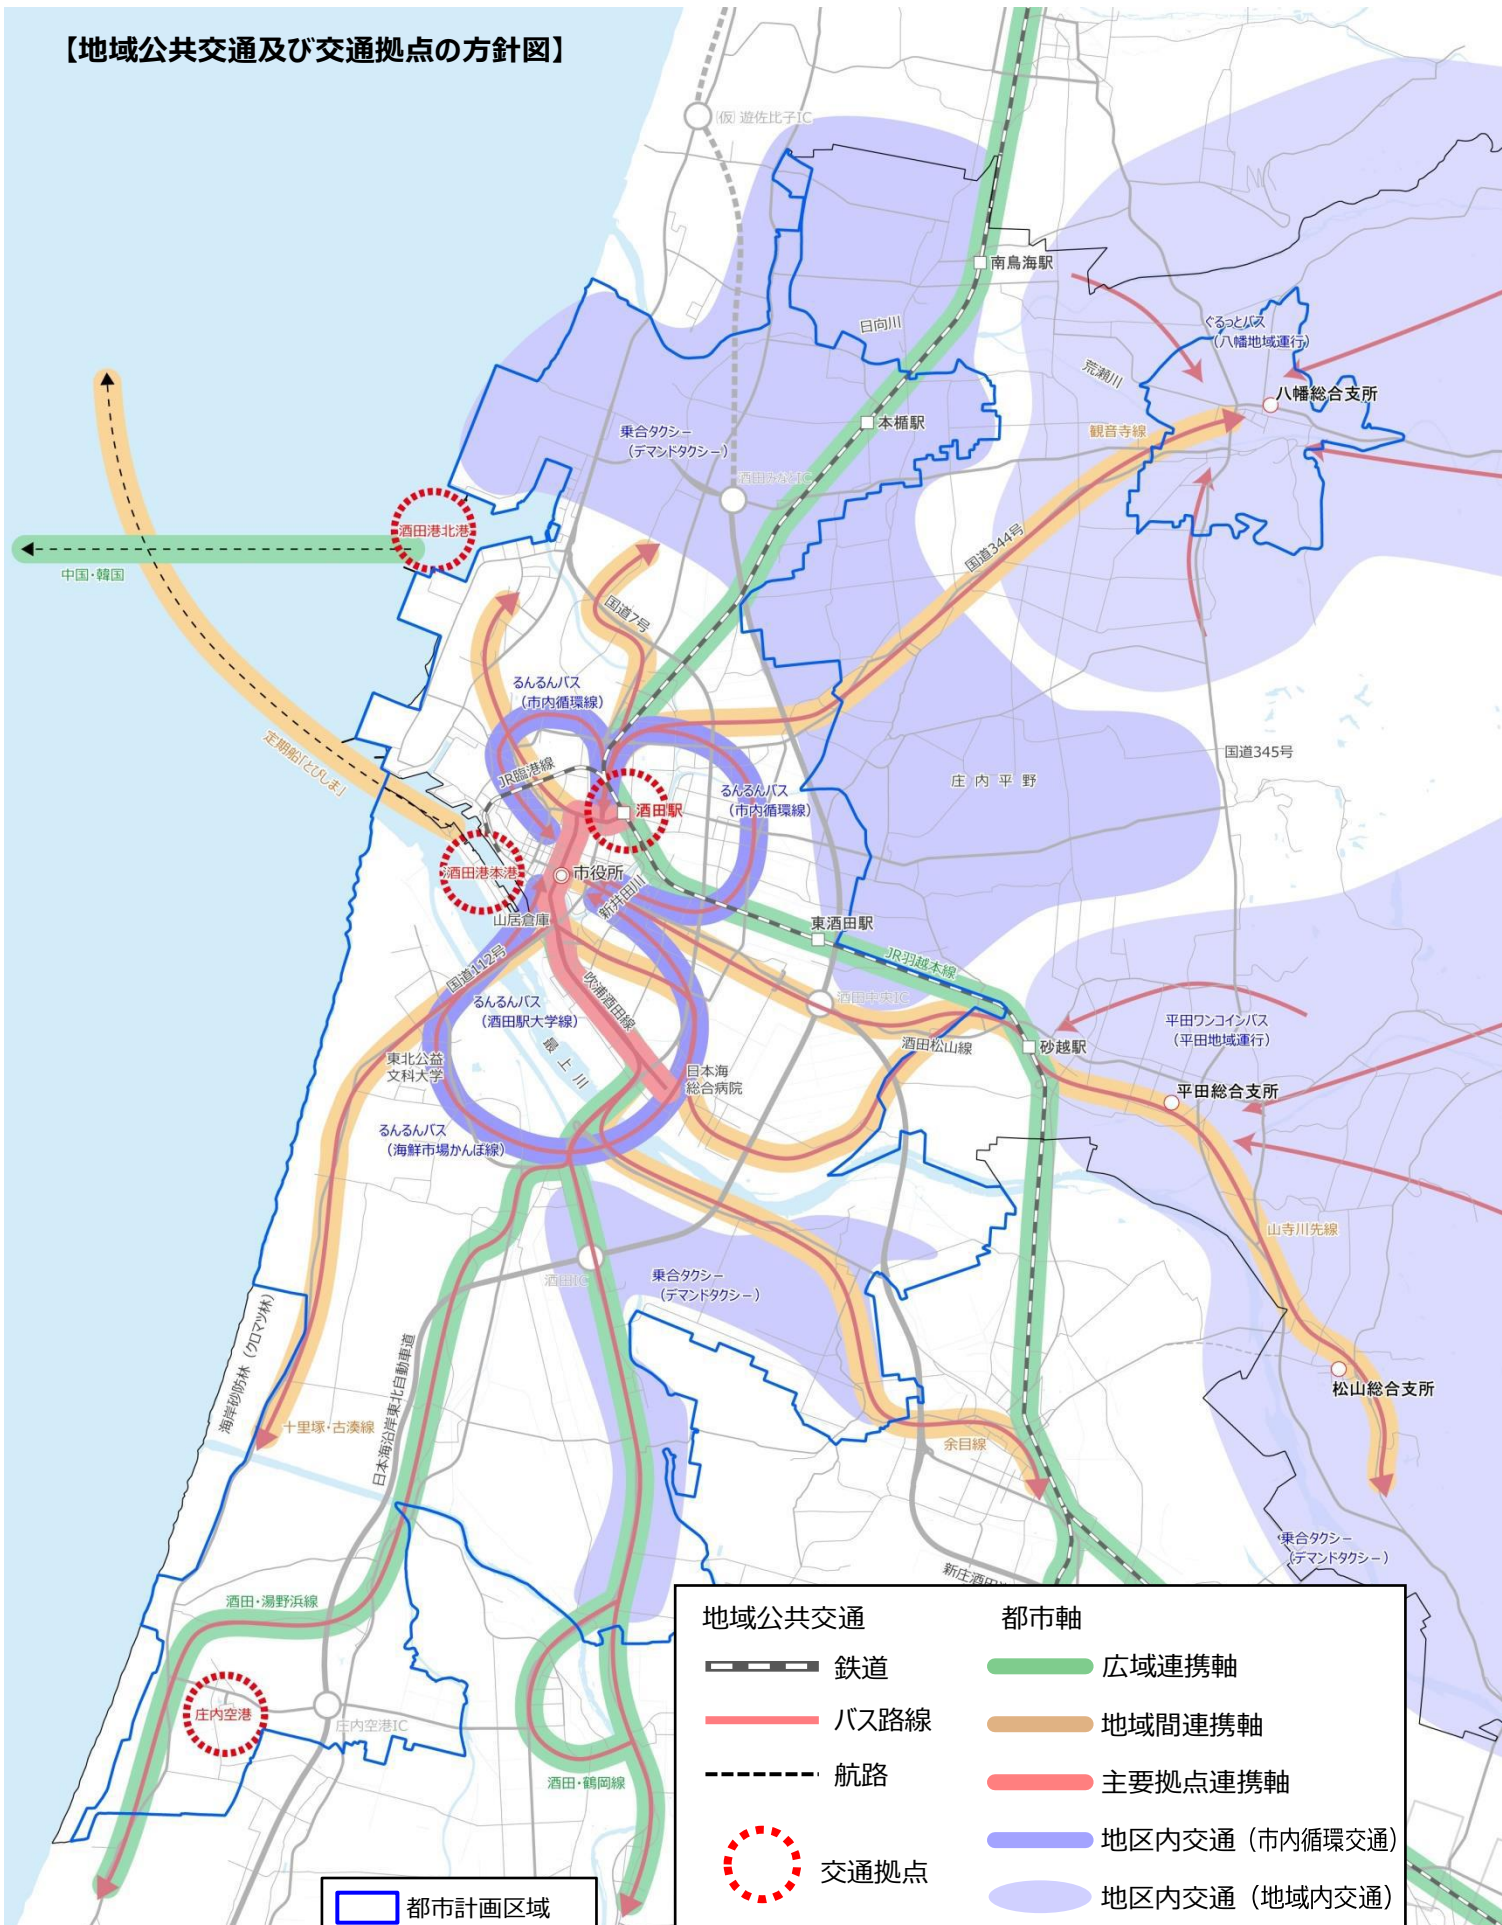 【地域公共交通及び交通拠点の方針図】
(仮)遊佐比子IC
南鳥海駅
日向川
ぐるっとバス
（八幡地域運行）
荒瀬川
八幡総合支所
本楯駅
観音寺線
乗合タクシー
（デマンドタクシー）
酒田みなとIC
酒田港北港
中国・韓国
国道344号
国道7号
るんるんバス
（市内循環線）
定期船「とびしま」
JR臨港線
国道345号
庄内平野
るんるんバス
（市内循環線）
酒田駅
酒田港本港
市役所
新井田川
山居倉庫
東酒田駅
JR羽越本線
国道112号
吹浦酒田線
るんるんバス
（酒田駅大学線）
酒田中央IC
平田ワンコインバス
（平田地域運行）
酒田松山線
砂越駅
最上川
東北公益
文科大学
日本海
総合病院
平田総合支所
るんるんバス
（海鮮市場かんぽ線）
山寺川先線
酒田IC
乗合タクシー
（デマンドタクシー）
海岸砂防林（クロマツ林）
日本海沿岸東北自動車道
松山総合支所
十里塚・古湊線
余目線
乗合タクシー
（デマンドタクシー）
新庄酒田
酒田・湯野浜線
庄内空港
庄内空港IC
酒田・鶴岡線
地域公共交通
都市軸
鉄道
広域連携軸
バス路線
地域間連携軸
航路
主要拠点連携軸
地区内交通（市内循環交通）
交通拠点
地区内交通（地域内交通）
都市計画区域